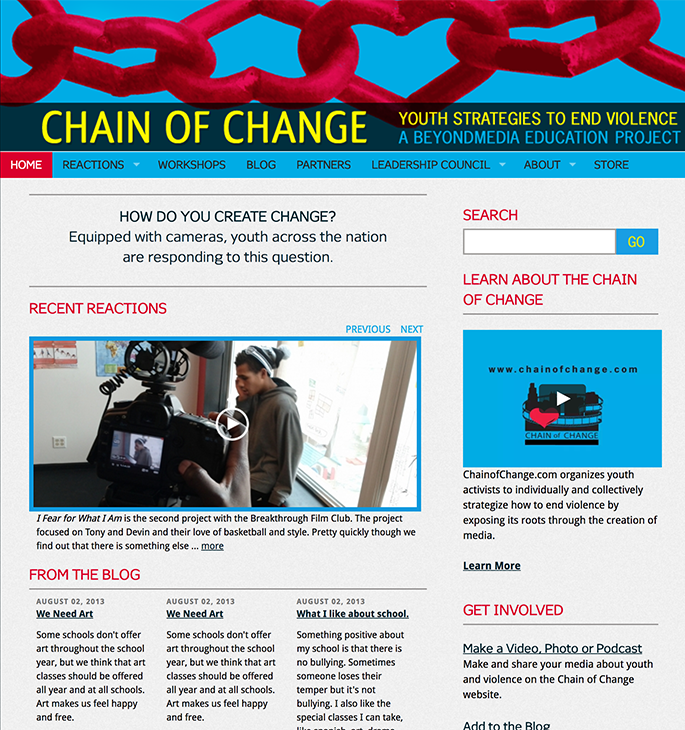 CHAIN OF CHANGE
YOUTH STRATEGIES TO END VIOLENCE
A BEYONDMEDIA EDUCATION PROJECT
HOME REACTIONS WORKSHOPS BLOG PARTNERS LEADERSHIP COUNCIL ABOUT STORE
HOW DO YOU CREATE CHANGE?
Equipped with cameras, youth across the nation
are responding to this question.
RECENT REACTIONS
PREVIOUS NEXT
I Fear for What I Am is the second project with the Breakthrough Film Club. The project
focused on Tony and Devin and their love of basketball and style. Pretty quickly though we
find out that there is something else ... more
FROM THE BLOG
AUGUST 02, 2013
We Need Art
Some schools don't offer
art throughout the school
year, but we think that art
classes should be offered
all year and at all schools.
Art makes us feel happy
and free.
AUGUST 02, 2013
We Need Art
Some schools don't offer
art throughout the school
year, but we think that art
classes should be offered
all year and at all schools.
Art makes us feel happy
and free.
AUGUST 02, 2013
What I like about school.
Something positive about
my school is that there is
no bullying. Sometimes
someone loses their
temper but it's not
bullying. I also like the
special classes I can take,
like spanish, art, drama,
SEARCH
GO
LEARN ABOUT THE CHAIN
OF CHANGE
www.chainofchange.com
CHAIN OF CHANGE
ChainofChange.com organizes youth
activists to individually and collectively
strategize how to end violence by
exposing its roots through the creation of
media.
Learn More
GET INVOLVED
Make a Video, Photo or Podcast
Make and share your media about youth
and violence on the Chain of Change
website.
Add to the Blog